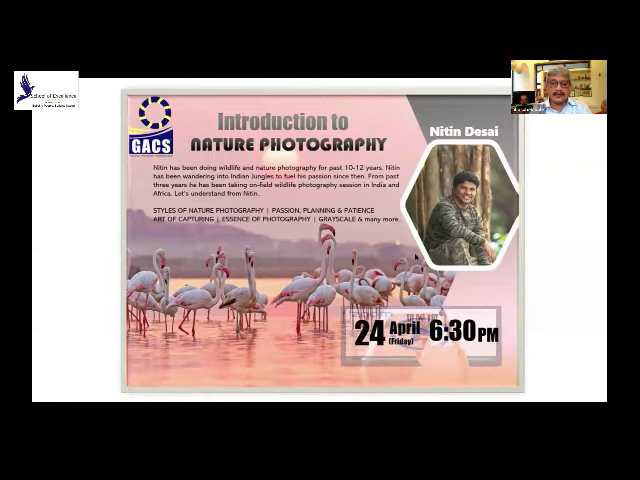 School of Excellence
GACS
Introduction to
NATURE PHOTOGRAPHY
Nitin Desai
Nitin has been doing wildlife and nature photography for past 10-12 years. Nitin
has been wandering into Indian Jungles to fuel his passion since then. From past
three years he has been taking on-field wildlife photography session in India and
Africa. Let's understand from Nitin..
STYLES OF NATURE PHOTOGRAPHY | PASSION, PLANNING & PATIENCE
ART OF CAPTURING | ESSENCE OF PHOTOGRAPHY | GRAYSCALE & many more..
24 April (Friday) 6:30 PM